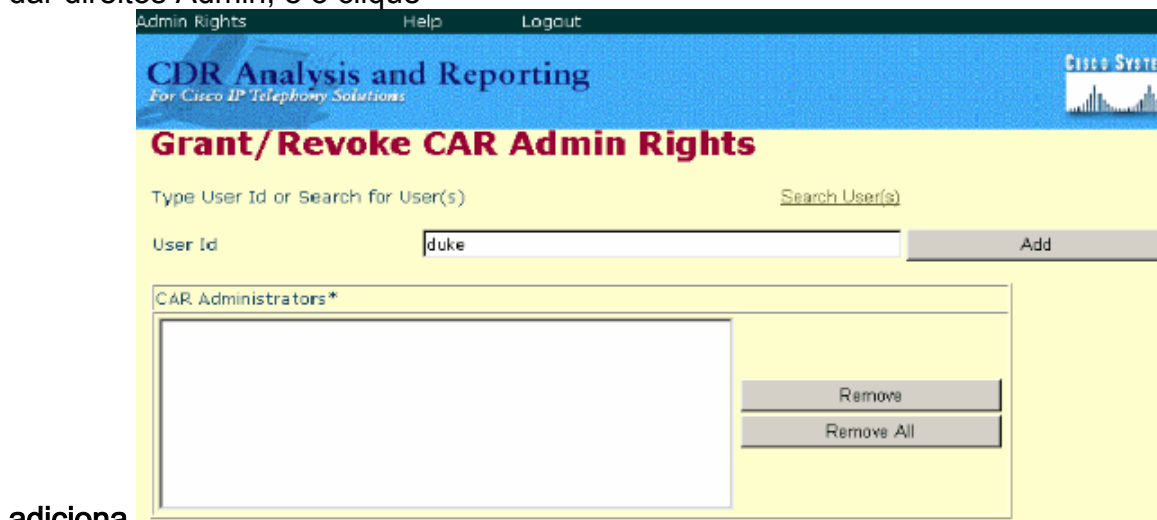 dar direitos Admin, e o clique
Admin Rights Help Logout
CDR Analysis and Reporting
For Cisco IP Telephony Solutions
CISCO SYSTE
Grant/Revoke CAR Admin Rights
Type User Id or Search for User(s) Search User(s)
User Id duke Add
CAR Administrators*
Remove
Remove All
adiciona